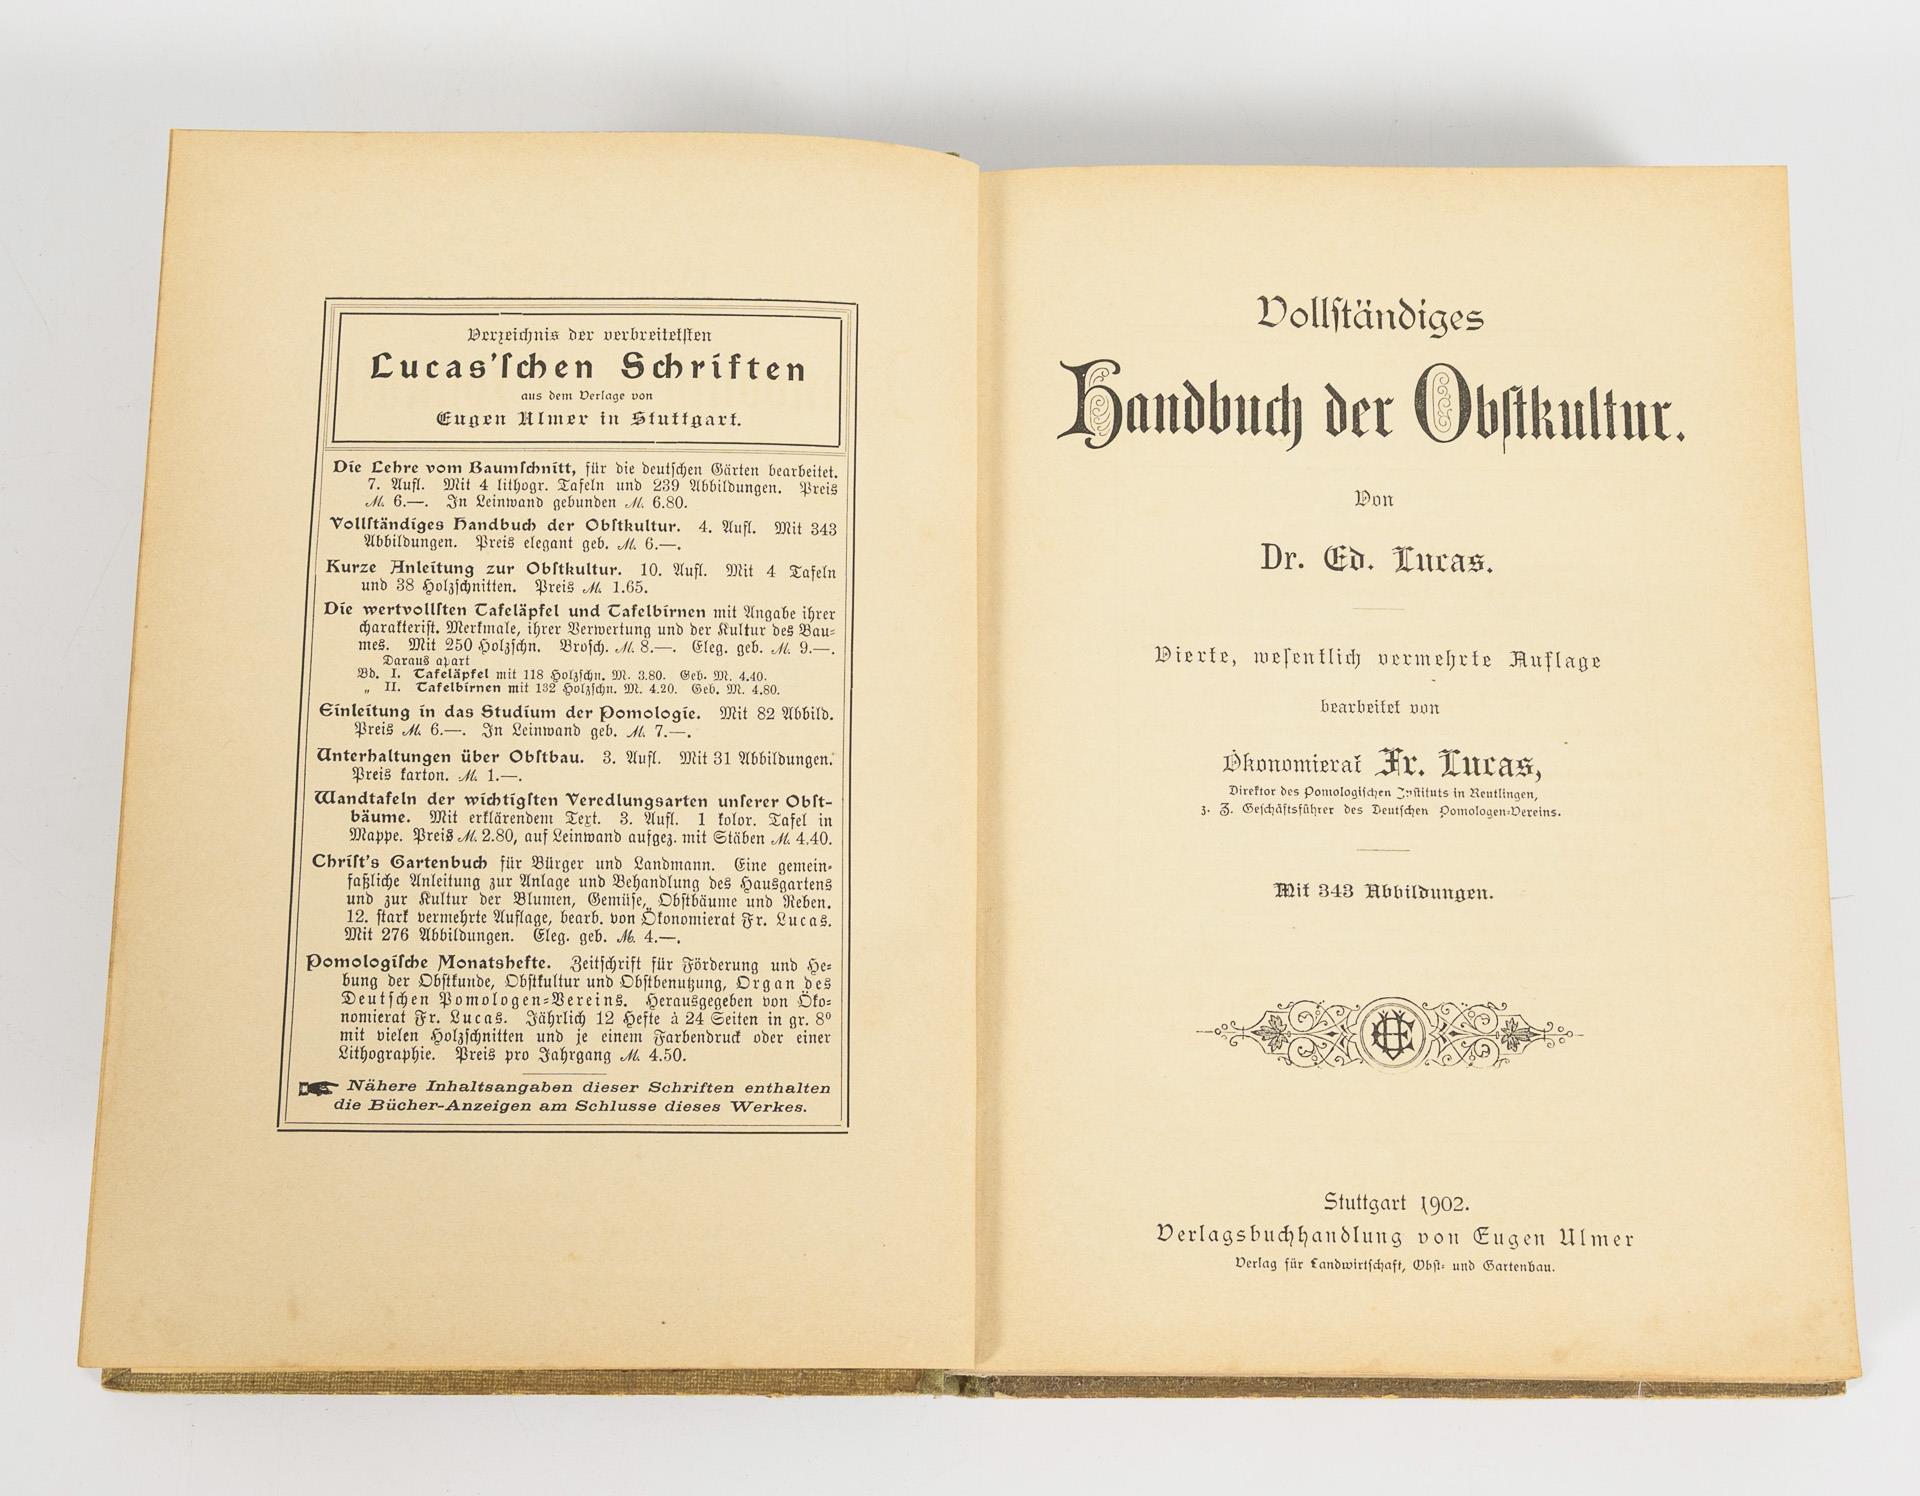 Verzeichnis der verbreitetſten
Lucas'ſchen Schriften
aus dem Verlage von
Eugen Ulmer in Stuttgart.
Die Lehre vom Baumſchnitt, für die deutſchen Gärten bearbeitet.
7. Aufl. Mit 4 lithogr. Tafeln und 239 Abbildungen. Preis
M. 6.—. In Leinwand gebunden M. 6.80.
Vollſtändiges Handbuch der Obſtkultur. 4. Aufl. Mit 343
Abbildungen. Preis elegant geb. M. 6.—.
Kurze Anleitung zur Obſtkultur. 10. Aufl. Mit 4 Tafeln
und 38 Holzſchnitten. Preis M. 1.65.
Die wertvollſten Tafeläpfel und Tafelbirnen mit Angabe ihrer
charakteriſt. Merkmale, ihrer Verwertung und der Kultur des Bau⸗
mes. Mit 250 Holzſchn. Broſch. M. 8.—. Eleg. geb. M. 9.—.
Daraus apart
Bd. I. Tafeläpfel mit 118 Holzſchn. M. 3.80. Geb. M. 4.40.
„ II. Tafelbirnen mit 132 Holzſchn. M. 4.20. Geb. M. 4.80.
Einleitung in das Studium der Pomologie. Mit 82 Abbild.
Preis M. 6.—. In Leinwand geb. M. 7.—.
Unterhaltungen über Obſtbau. 3. Aufl. Mit 31 Abbildungen.
Preis karton. M. 1.—.
Wandtafeln der wichtigſten Veredlungsarten unſerer Obſt-
bäume. Mit erklärendem Text. 3. Aufl. 1 kolor. Tafel in
Mappe. Preis M. 2.80, auf Leinwand aufgez. mit Stäben M. 4.40.
Chriſt's Gartenbuch für Bürger und Landmann. Eine gemein⸗
faßliche Anleitung zur Anlage und Behandlung des Hausgartens
und zur Kultur der Blumen, Gemüſe, Obſtbäume und Reben.
12. ſtark vermehrte Auflage, bearb. von Ökonomierat Fr. Lucas.
Mit 276 Abbildungen. Eleg. geb. M. 4.—.
Pomologiſche Monatshefte. Zeitſchrift für Förderung und He⸗
bung der Obſtkunde, Obſtkultur und Obſtbenutzung, Organ des
Deutſchen Pomologen⸗Vereins. Herausgegeben von Öko⸗
nomierat Fr. Lucas. Jährlich 12 Hefte à 24 Seiten in gr. 8⁰
mit vielen Holzſchnitten und je einem Farbendruck oder einer
Lithographie. Preis pro Jahrgang M. 4.50.
☛ Nähere Inhaltsangaben dieser Schriften enthalten
die Bücher-Anzeigen am Schlusse dieses Werkes.
Vollſtändiges
Handbuch der Obſtkultur.
Von
Dr. Ed. Lucas.
Vierte, weſentlich vermehrte Auflage
bearbeitet von
Ökonomierat Fr. Lucas,
Direktor des Pomologiſchen Inſtituts in Reutlingen,
z. Z. Geſchäftsführer des Deutſchen Pomologen⸗Vereins.
Mit 343 Abbildungen.
Stuttgart 1902.
Verlagsbuchhandlung von Eugen Ulmer
Verlag für Landwirtſchaft, Obſt⸗ und Gartenbau.